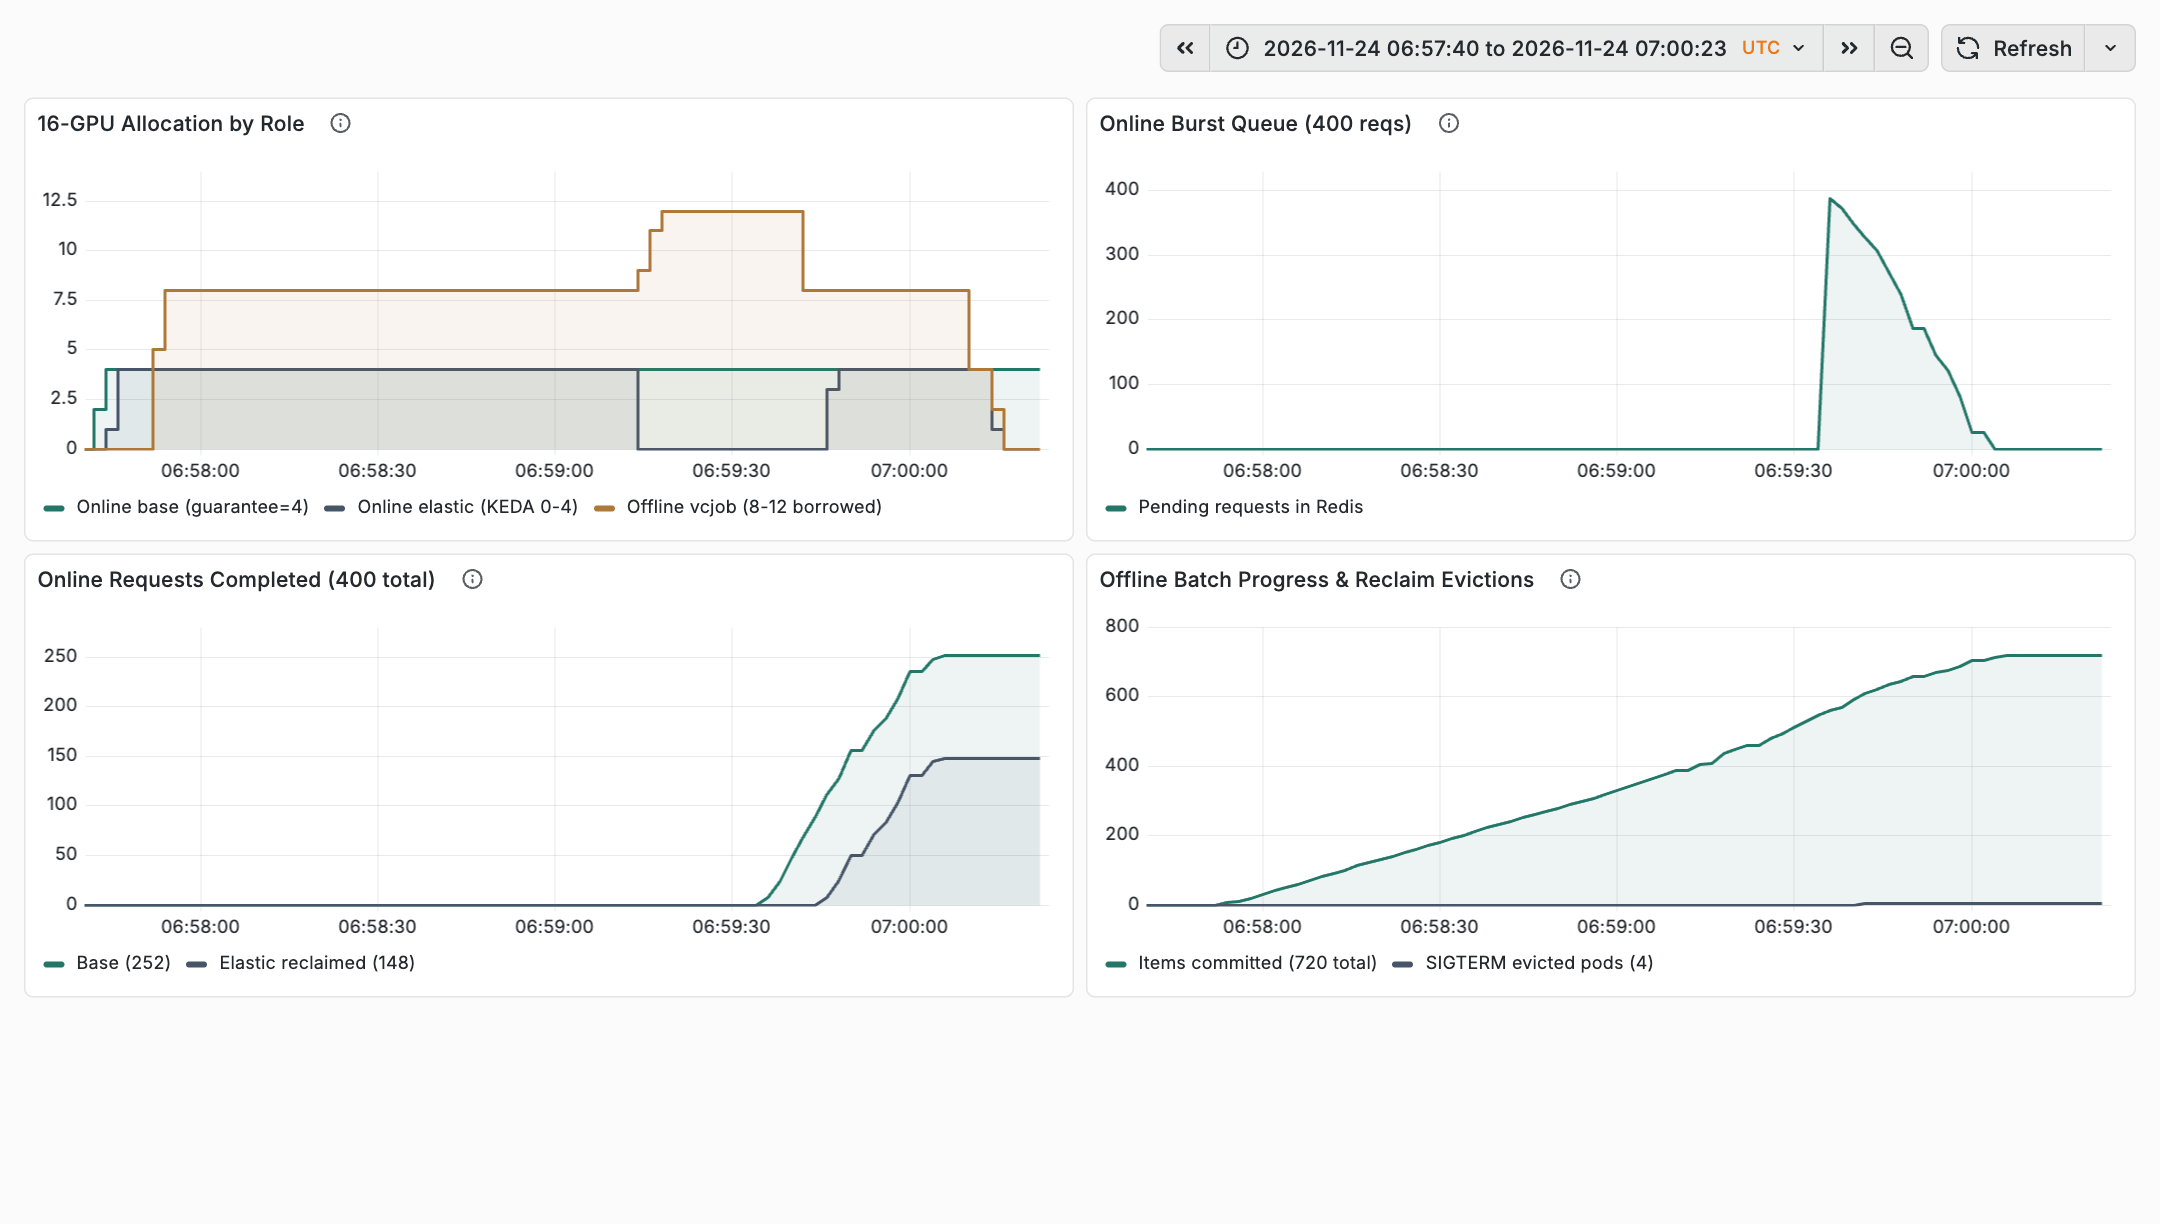 2026-11-24 06:57:40 to 2026-11-24 07:00:23 UTC
Refresh
16-GPU Allocation by Role
12.5
10
7.5
5
2.5
0
06:58:00 06:58:30 06:59:00 06:59:30 07:00:00
Online base (guarantee=4) Online elastic (KEDA 0-4) Offline vcjob (8-12 borrowed)
Online Burst Queue (400 reqs)
400
300
200
100
0
06:58:00 06:58:30 06:59:00 06:59:30 07:00:00
Pending requests in Redis
Online Requests Completed (400 total)
250
200
150
100
50
0
06:58:00 06:58:30 06:59:00 06:59:30 07:00:00
Base (252) Elastic reclaimed (148)
Offline Batch Progress & Reclaim Evictions
800
600
400
200
0
06:58:00 06:58:30 06:59:00 06:59:30 07:00:00
Items committed (720 total) SIGTERM evicted pods (4)